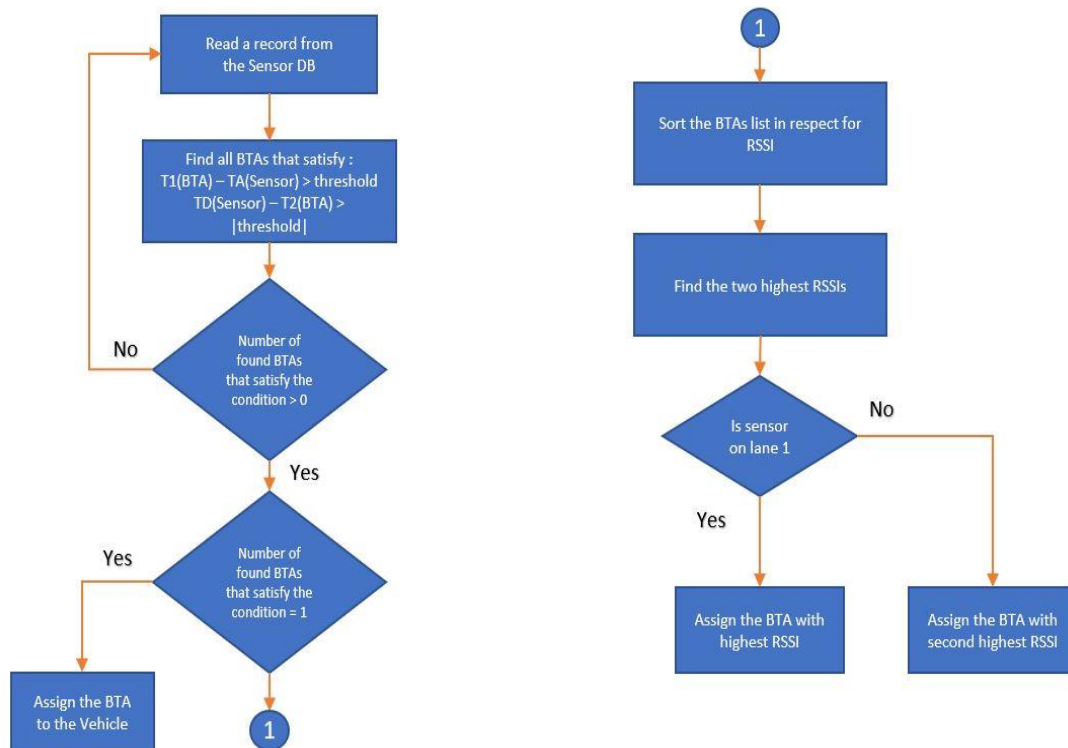 Read a record from
the Sensor DB
Find all BTAs that satisfy :
T1(BTA) – TA(Sensor) > threshold
TD(Sensor) – T2(BTA) >
|threshold|
Number of
found BTAs
that satisfy the
condition > 0
No
Yes
Number of
found BTAs
that satisfy the
condition = 1
Yes
Assign the BTA
to the Vehicle
1
1
Sort the BTAs list in respect for
RSSI
Find the two highest RSSIs
Is sensor
on lane 1
No
Yes
Assign the BTA with
highest RSSI
Assign the BTA with
second highest RSSI